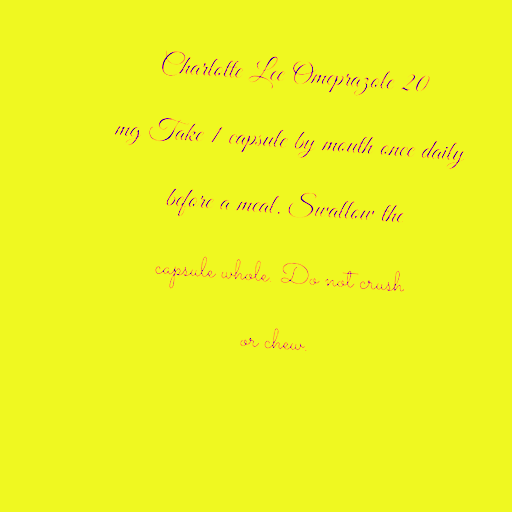 Charlotte Lee Omeprazole 20
mg Take 1 capsule by mouth once daily
before a meal. Swallow the
capsule whole. Do not crush
or chew.